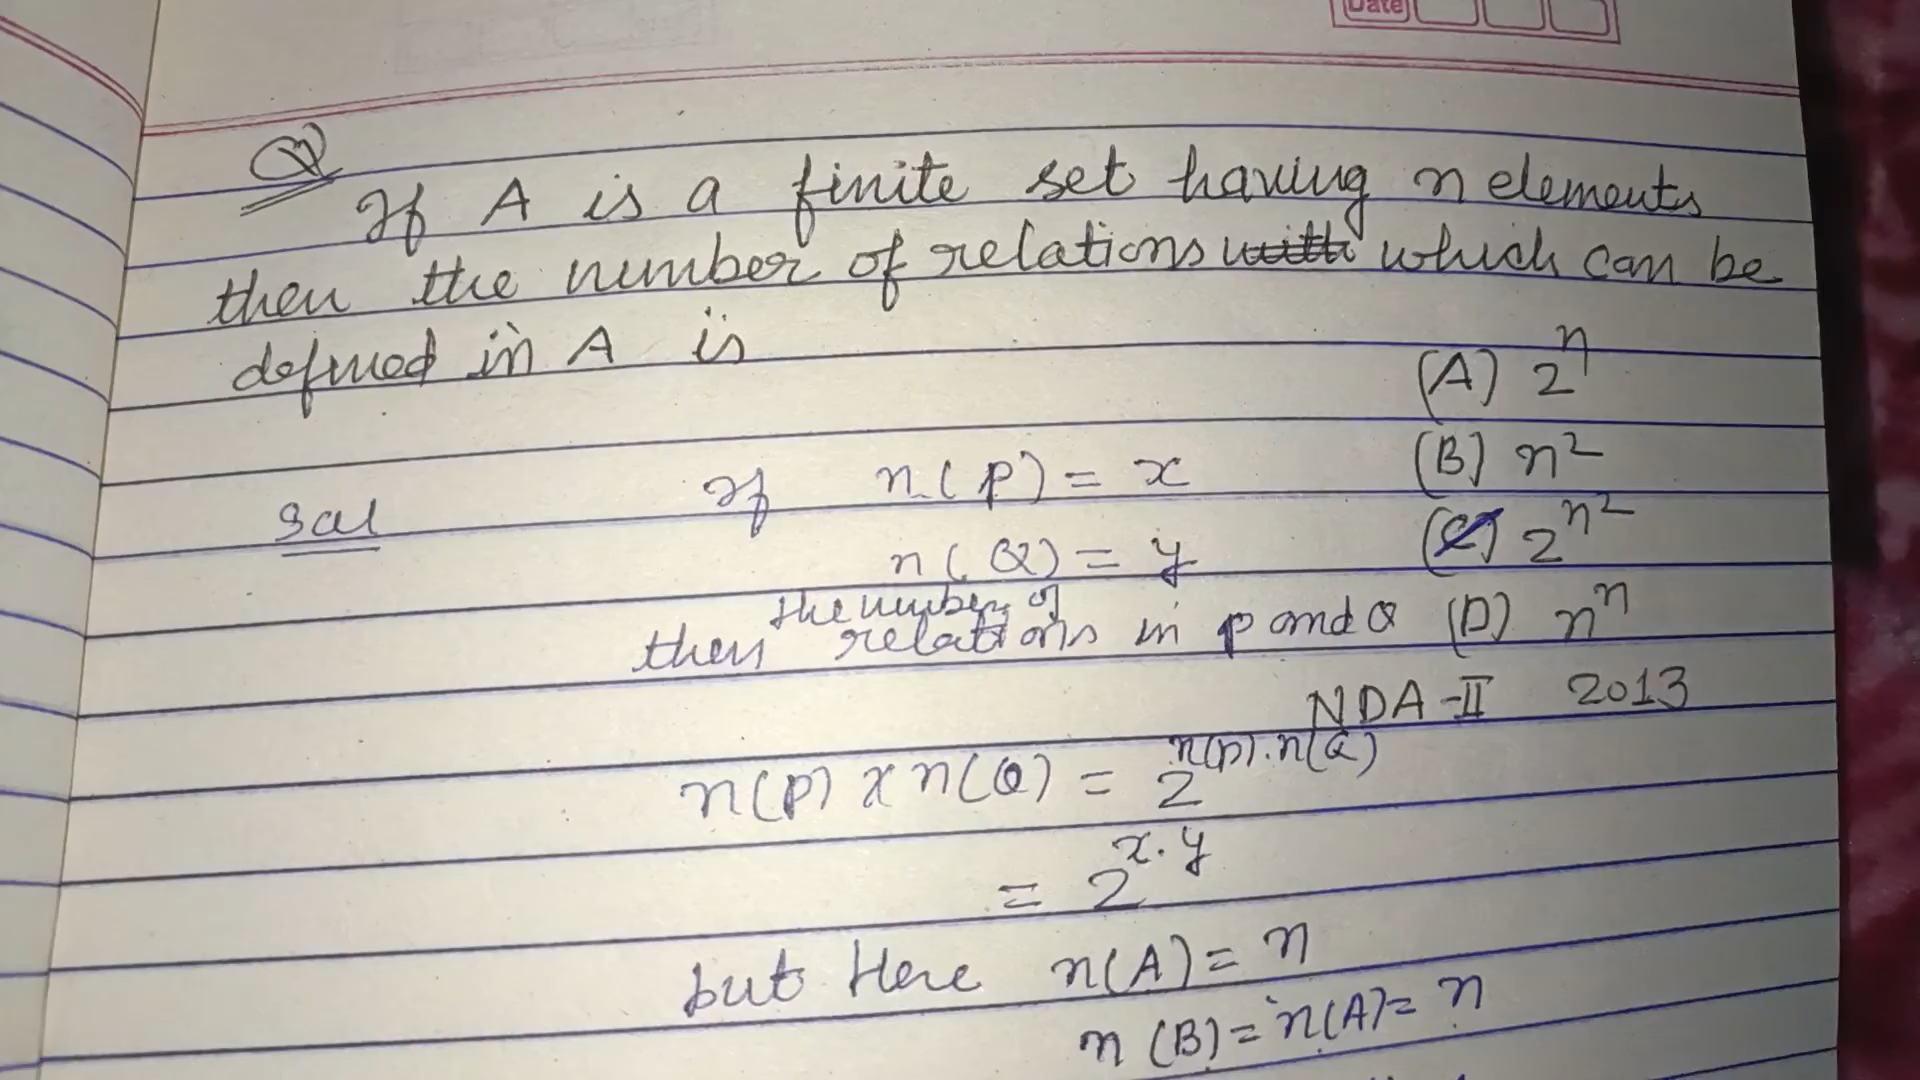 Date
Q
If A is a finite set having n elements
then the number of relations with which can be
defined in A is
(A) 2^n
(B) n^2
(C) 2^n^2
(D) n^n
NDA-II 2013
Sol If n(P) = x
n(Q) = y
the number of
then relations in P and Q
n(P) x n(Q) = 2^n(P).n(Q)
= 2^x.y
but Here n(A) = n
n(B) = n(A) = n